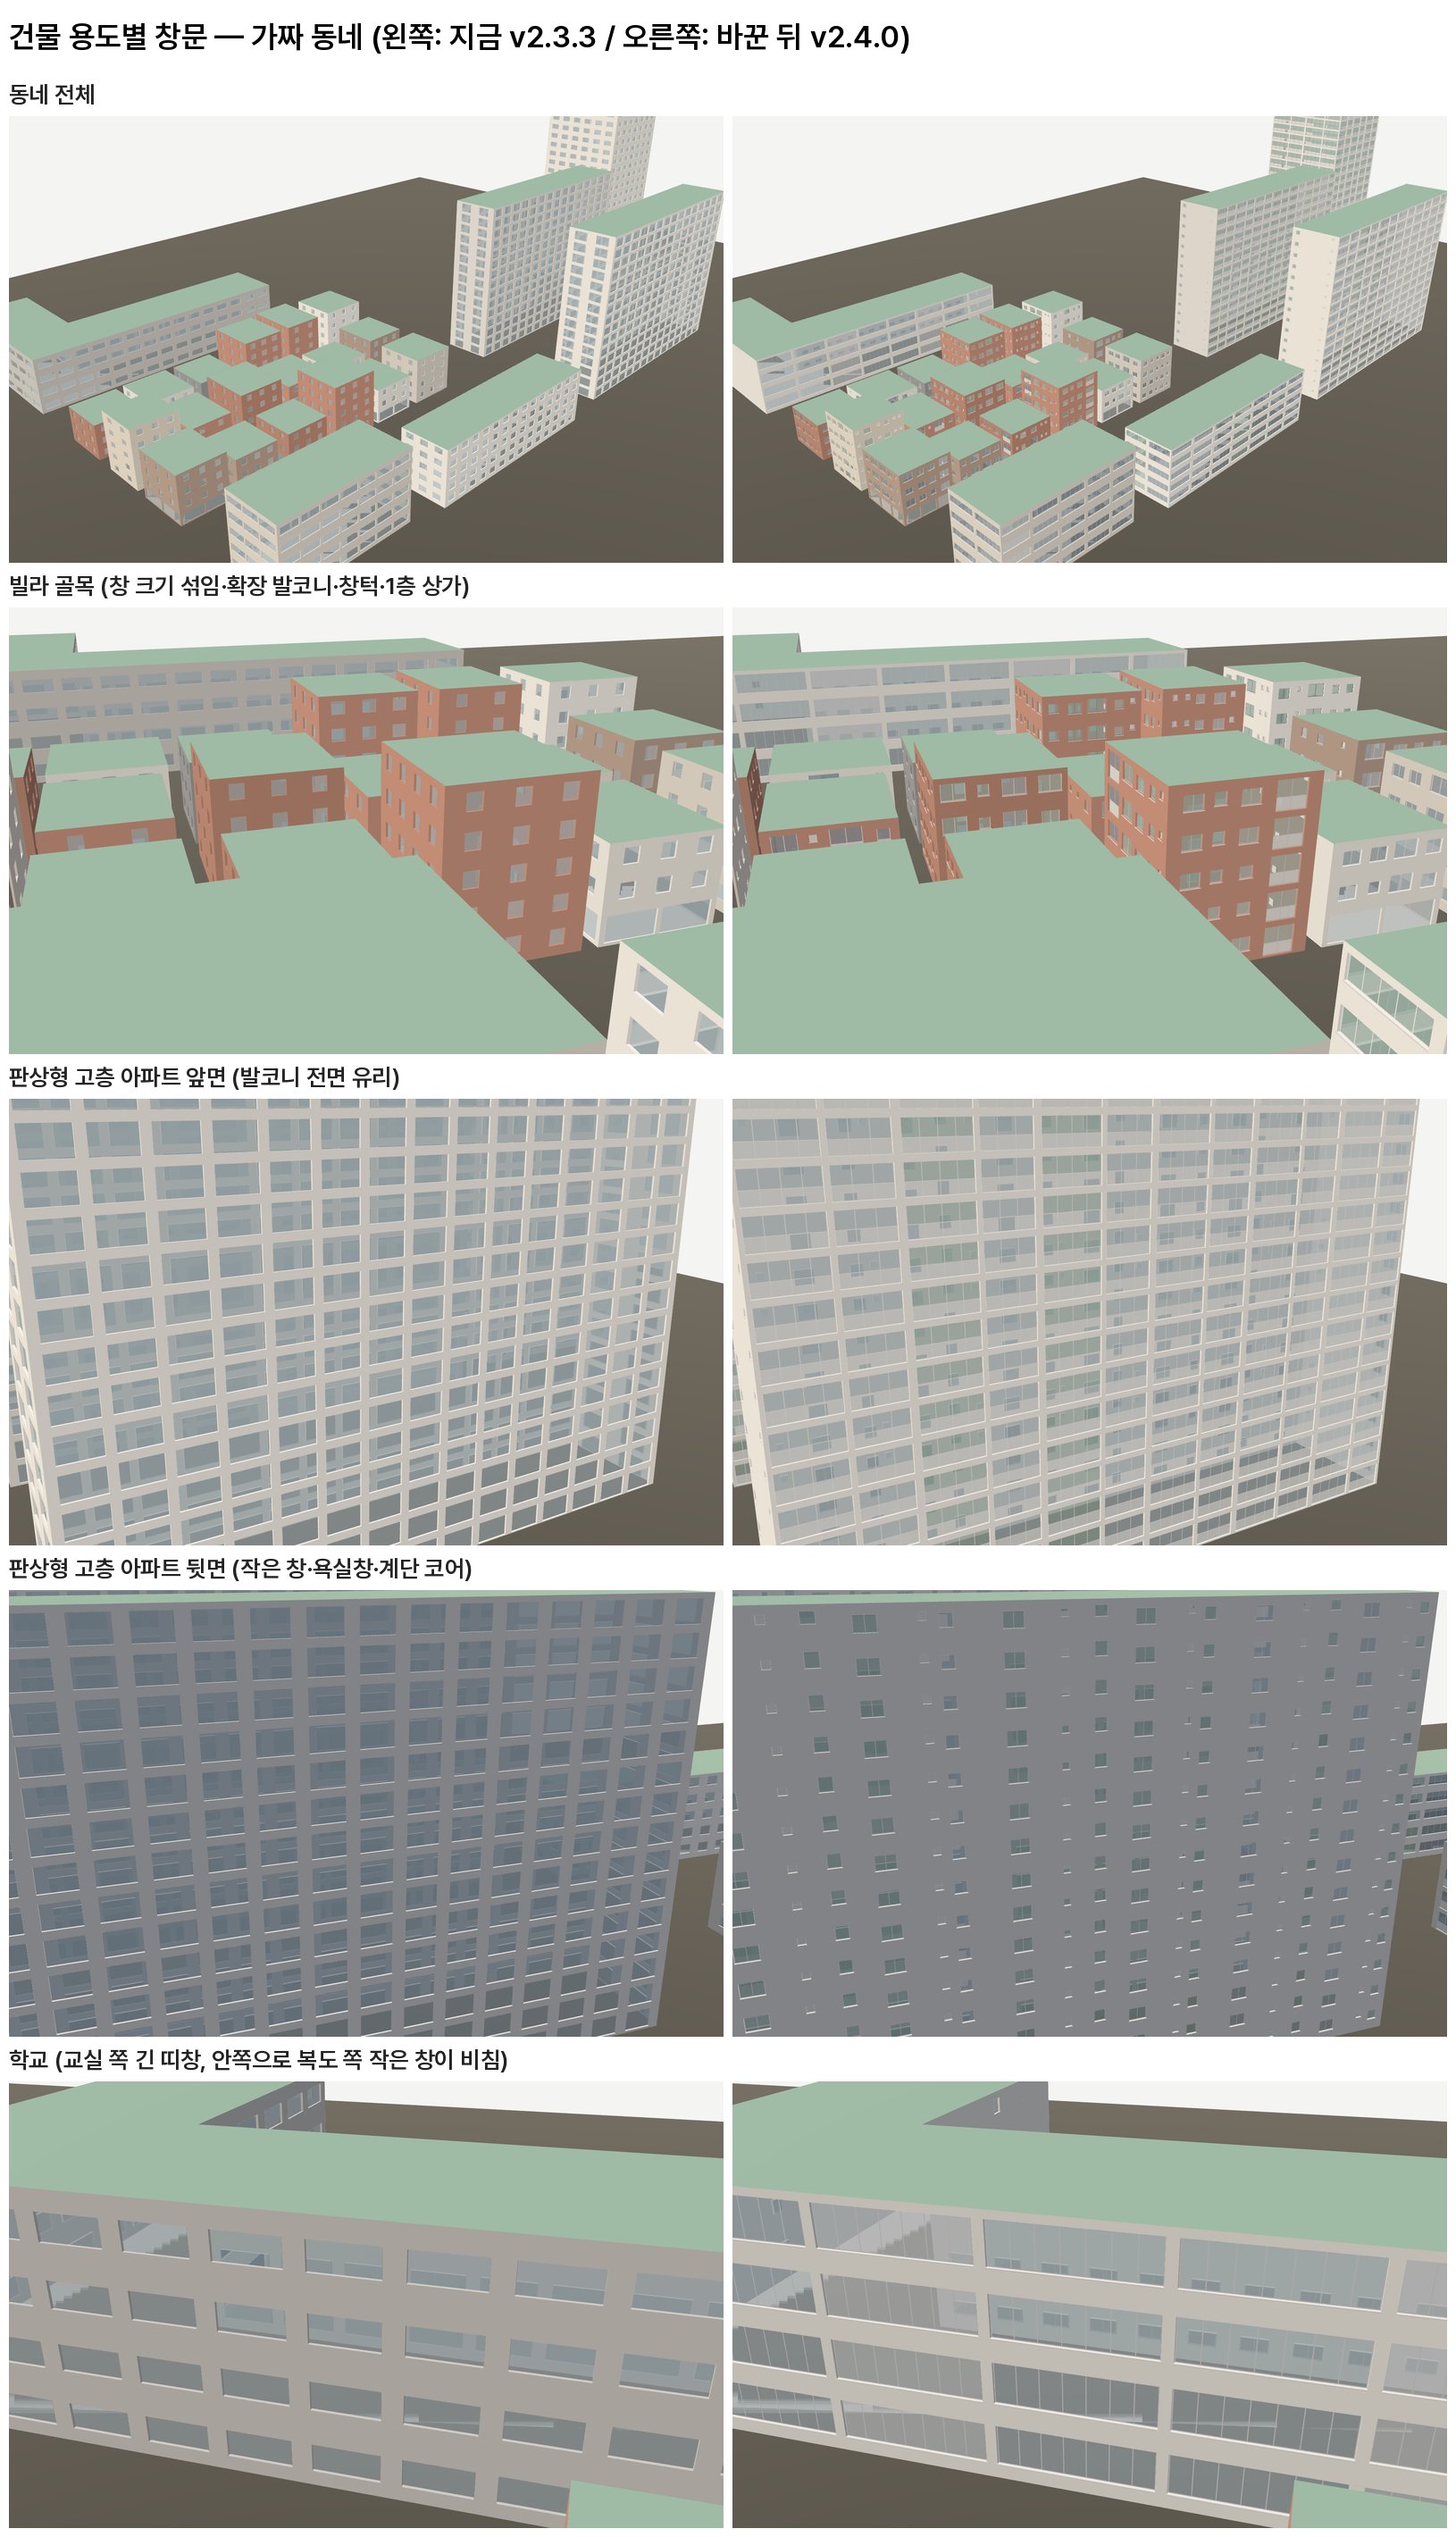 건물 용도별 창문 — 가짜 동네 (왼쪽: 지금 v2.3.3 / 오른쪽: 바꾼 뒤 v2.4.0)
동네 전체
빌라 골목 (창 크기 섞임·확장 발코니·창턱·1층 상가)
판상형 고층 아파트 앞면 (발코니 전면 유리)
판상형 고층 아파트 뒷면 (작은 창·욕실창·계단 코어)
학교 (교실 쪽 긴 띠창, 안쪽으로 복도 쪽 작은 창이 비침)